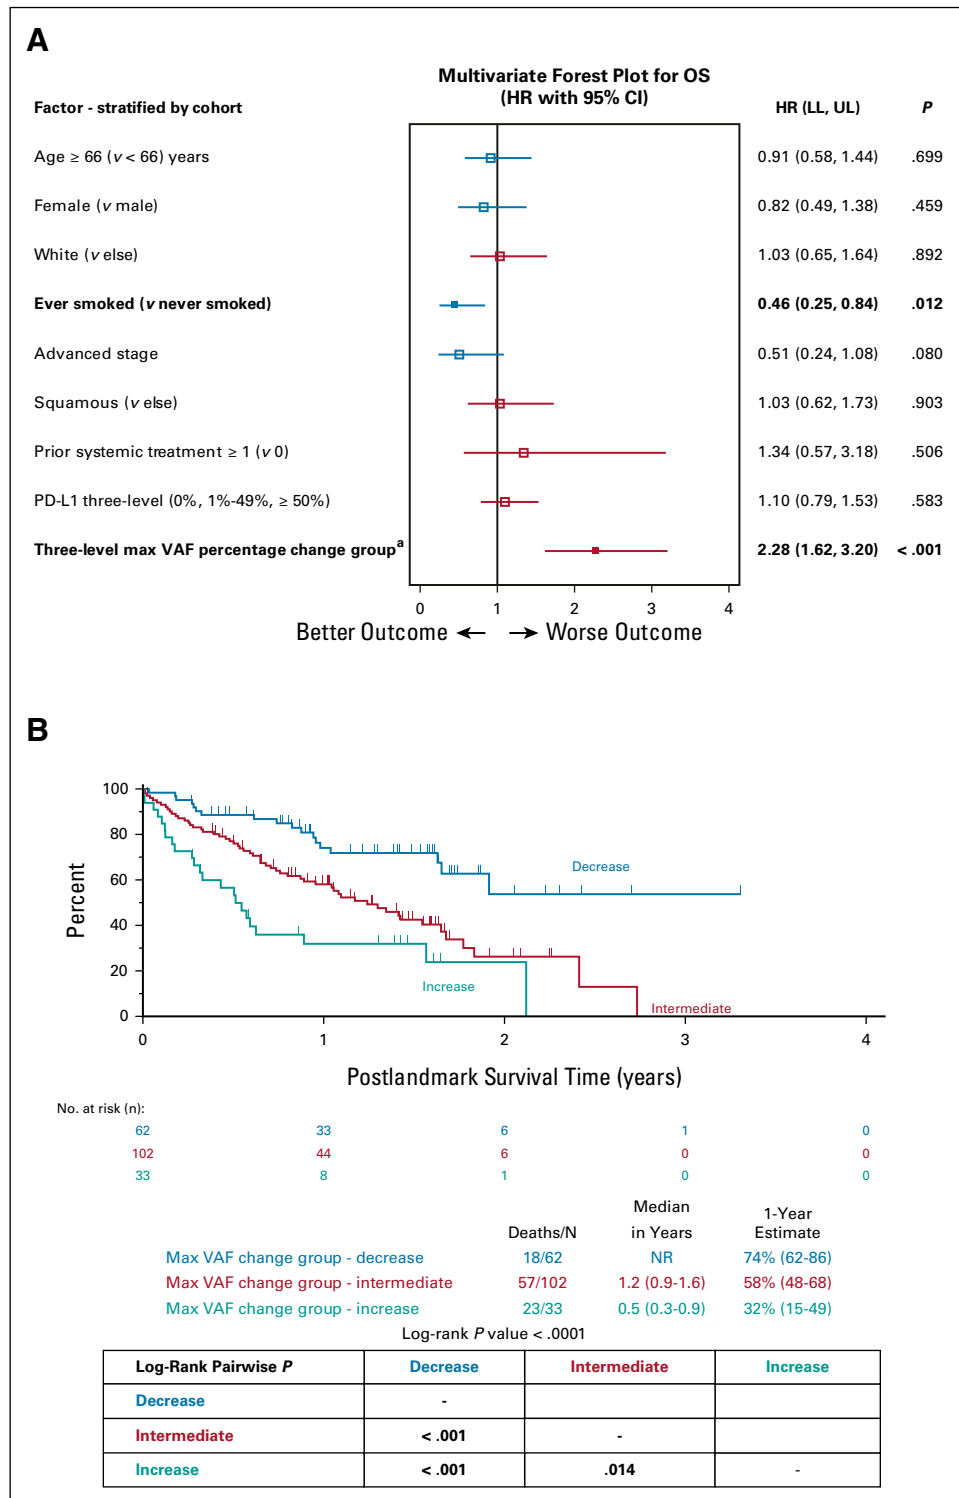 A
Multivariate Forest Plot for OS
(HR with 95% CI)
Factor - stratified by cohort HR (LL, UL) P
Age ≥ 66 (v < 66) years 0.91 (0.58, 1.44) .699
Female (v male) 0.82 (0.49, 1.38) .459
White (v else) 1.03 (0.65, 1.64) .892
Ever smoked (v never smoked) 0.46 (0.25, 0.84) .012
Advanced stage 0.51 (0.24, 1.08) .080
Squamous (v else) 1.03 (0.62, 1.73) .903
Prior systemic treatment ≥ 1 (v 0) 1.34 (0.57, 3.18) .506
PD-L1 three-level (0%, 1%-49%, ≥ 50%) 1.10 (0.79, 1.53) .583
Three-level max VAF percentage change groupa 2.28 (1.62, 3.20) < .001
0 1 2 3 4
Better Outcome ← → Worse Outcome
B
100
80
60
40
20
0
Percent
Decrease
Increase
Intermediate
0 1 2 3 4
Postlandmark Survival Time (years)
No. at risk (n):
62 33 6 1 0
102 44 6 0 0
33 8 1 0 0
Median 1-Year
Deaths/N in Years Estimate
Max VAF change group - decrease 18/62 NR 74% (62-86)
Max VAF change group - intermediate 57/102 1.2 (0.9-1.6) 58% (48-68)
Max VAF change group - increase 23/33 0.5 (0.3-0.9) 32% (15-49)
Log-rank P value < .0001
Log-Rank Pairwise P Decrease Intermediate Increase
Decrease -
Intermediate < .001 -
Increase < .001 .014 -